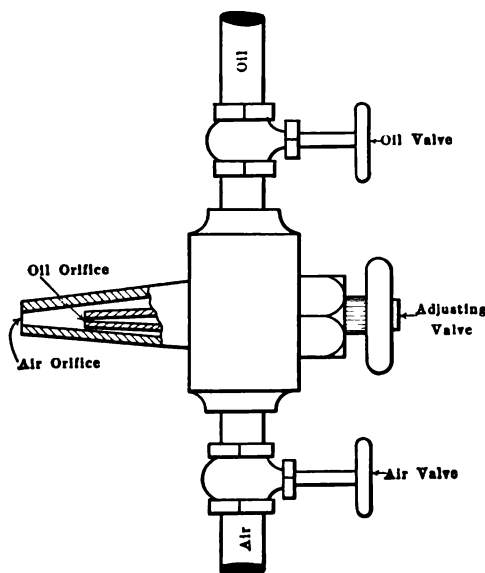 Oil
Oil Valve
Oil Orifice
Adjusting
Valve
Air Orifice
Air Valve
Air